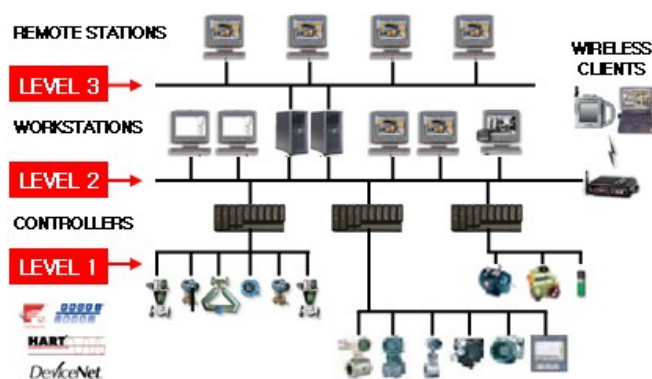 REMOTE STATIONS
WIRELESS
CLIENTS
LEVEL 3
WORKSTATIONS
LEVEL 2
CONTROLLERS
LEVEL 1
HART
DeviceNet